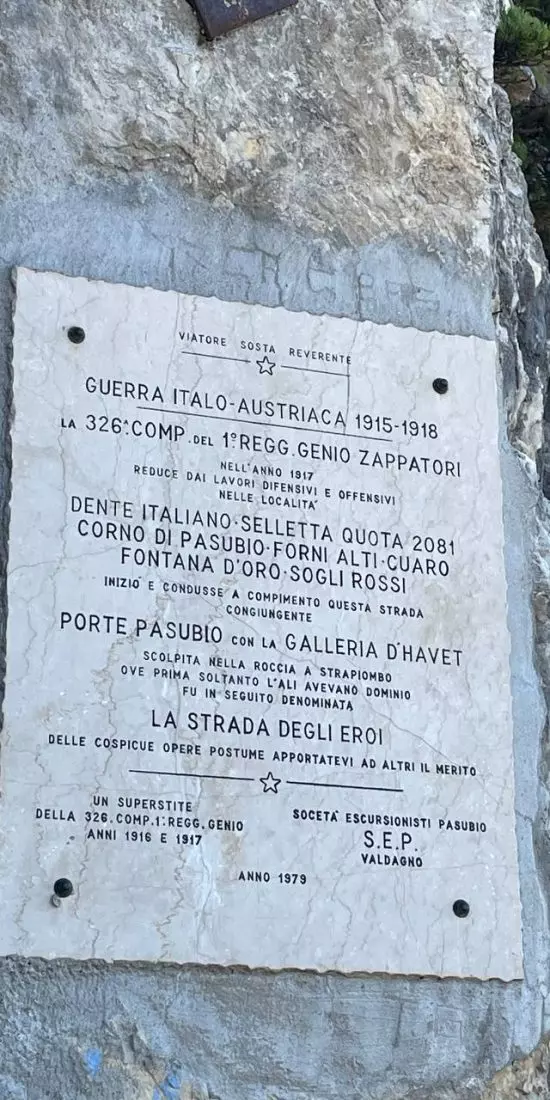 VIATORE SOSTA REVERENTE
GUERRA ITALO-AUSTRIACA 1915-1918
LA 326ª COMP. DEL 1º REGG. GENIO ZAPPATORI
NELL'ANNO 1917
REDUCE DAI LAVORI DIFENSIVI E OFFENSIVI
NELLE LOCALITA'
DENTE ITALIANO·SELLETTA QUOTA 2081
CORNO DI PASUBIO·FORNI ALTI·CUARO
FONTANA D'ORO·SOGLI ROSSI
INIZIO' E CONDUSSE A COMPIMENTO QUESTA STRADA
CONGIUNGENTE
PORTE PASUBIO CON LA GALLERIA D'HAVET
SCOLPITA NELLA ROCCIA A STRAPIOMBO
OVE PRIMA SOLTANTO L'ALI AVEVANO DOMINIO
FU IN SEGUITO DENOMINATA
LA STRADA DEGLI EROI
DELLE COSPICUE OPERE POSTUME APPORTATEVI AD ALTRI IL MERITO
UN SUPERSTITE
DELLA 326. COMP. 1º REGG. GENIO
ANNI 1916 E 1917
SOCETA' ESCURSIONISTI PASUBIO
S.E.P.
VALDAGNO
ANNO 1979